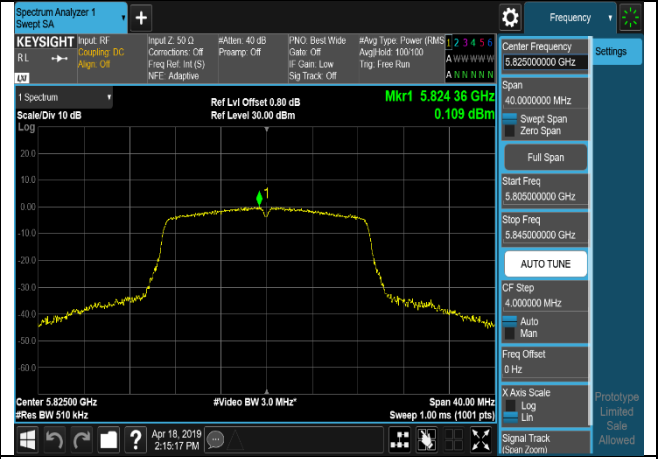 Spectrum Analyzer 1
Swept SA
+
Frequency
KEYSIGHT
RL
LXI
Input: RF
Coupling: DC
Align: Off
Input Z: 50 Ω
Corrections: Off
Freq Ref: Int (S)
NFE: Adaptive
#Atten: 40 dB
Preamp: Off
PNO: Best Wide
Gate: Off
IF Gain: Low
Sig Track: Off
#Avg Type: Power (RMS
Avg|Hold: 100/100
Trig: Free Run
1 2 3 4 5 6
A W W W W W
A N N N N N
1 Spectrum
Scale/Div 10 dB
Log
Ref Lvl Offset 0.80 dB
Ref Level 30.00 dBm
Mkr1 5.824 36 GHz
0.109 dBm
20.0
10.0
0.00
-10.0
-20.0
-30.0
-40.0
-50.0
-60.0
1
Center 5.82500 GHz
#Res BW 510 kHz
#Video BW 3.0 MHz*
Span 40.00 MHz
Sweep 1.00 ms (1001 pts)
Apr 18, 2019
2:15:17 PM
Center Frequency
5.825000000 GHz
Span
40.0000000 MHz
Swept Span
Zero Span
Full Span
Start Freq
5.805000000 GHz
Stop Freq
5.845000000 GHz
AUTO TUNE
CF Step
4.000000 MHz
Auto
Man
Freq Offset
0 Hz
X Axis Scale
Log
Lin
Signal Track
(Span Zoom)
Settings
Prototype
Limited
Sale
Allowed